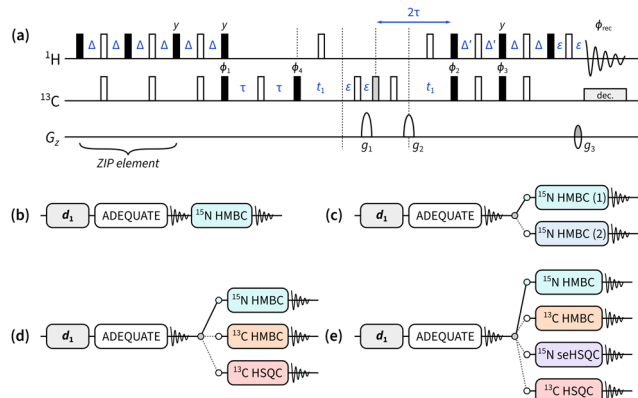 (a)
2τ
y y y ϕrec
¹H Δ Δ Δ Δ Δ Δ Δ' Δ' Δ Δ ε ε
ϕ₁ ϕ₄ ϕ₂ ϕ₃
¹³C τ τ t₁ ε ε t₁ dec.
Gz
g₁ g₂ g₃
ZIP element
(b) d₁ ADEQUATE ¹⁵N HMBC
(c) d₁ ADEQUATE ¹⁵N HMBC (1)
¹⁵N HMBC (2)
(d) d₁ ADEQUATE ¹⁵N HMBC
¹³C HMBC
¹³C HSQC
(e) d₁ ADEQUATE ¹⁵N HMBC
¹³C HMBC
¹⁵N seHSQC
¹³C HSQC